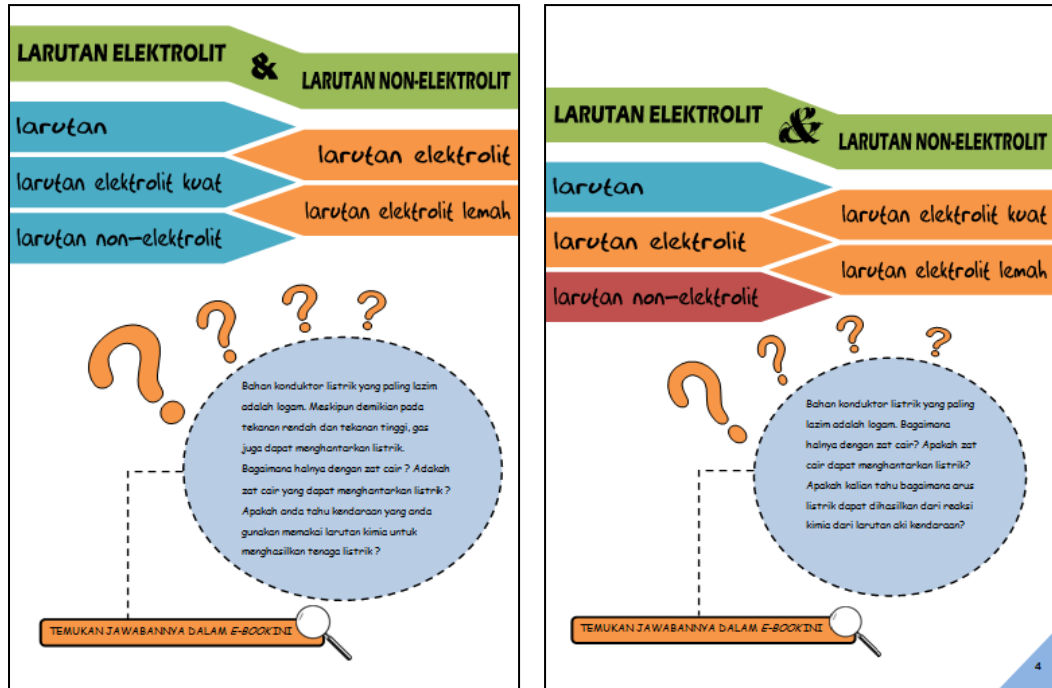 LARUTAN ELEKTROLIT
&
LARUTAN NON-ELEKTROLIT
larutan
larutan elektrolit
larutan elektrolit kuat
larutan elektrolit lemah
larutan non-elektrolit
? ? ? ?
Bahan konduktor listrik yang paling lazim
adalah logam. Meskipun demikian pada
tekanan rendah dan tekanan tinggi, gas
juga dapat menghantarkan listrik.
Bagaimana halnya dengan zat cair ? Adakah
zat cair yang dapat menghantarkan listrik ?
Apakah anda tahu kendaraan yang anda
gunakan memakai larutan kimia untuk
menghasilkan tenaga listrik ?
TEMUKAN JAWABANNYA DALAM E-BOOK INI
LARUTAN ELEKTROLIT
&
LARUTAN NON-ELEKTROLIT
larutan
larutan elektrolit kuat
larutan elektrolit
larutan elektrolit lemah
larutan non-elektrolit
? ? ? ?
Bahan konduktor listrik yang paling
lazim adalah logam. Bagaimana
halnya dengan zat cair? Apakah zat
cair dapat menghantarkan listrik?
Apakah kalian tahu bagaimana arus
listrik dapat dihasilkan dari reaksi
kimia dari larutan aki kendaraan?
TEMUKAN JAWABANNYA DALAM E-BOOK INI
4